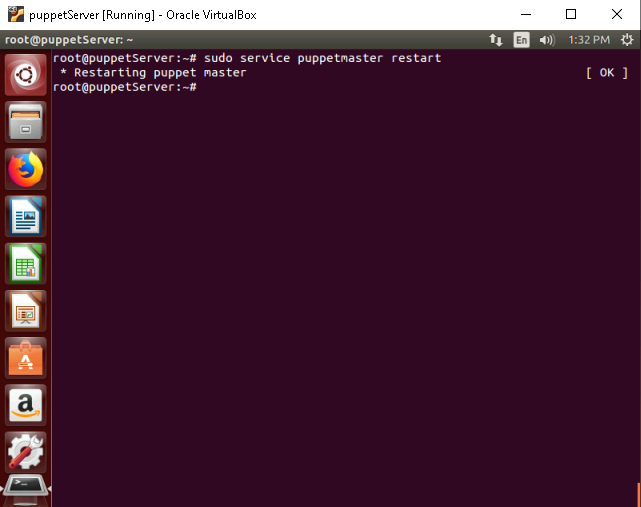 puppetServer [Running] - Oracle VirtualBox
root@puppetServer: ~
En
1:32 PM
root@puppetServer:~# sudo service puppetmaster restart
 * Restarting puppet master [ OK ]
root@puppetServer:~#